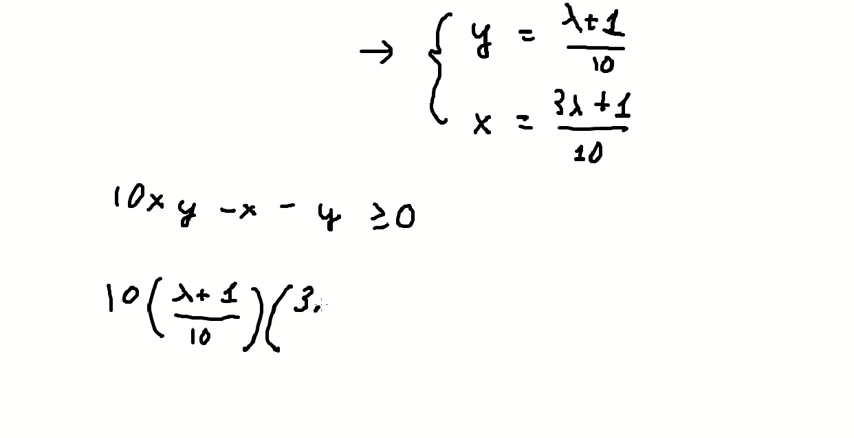 → { y = (λ+1)/10
x = (3λ+1)/10
10xy -x - y ≥0
10((λ+1)/10)(3